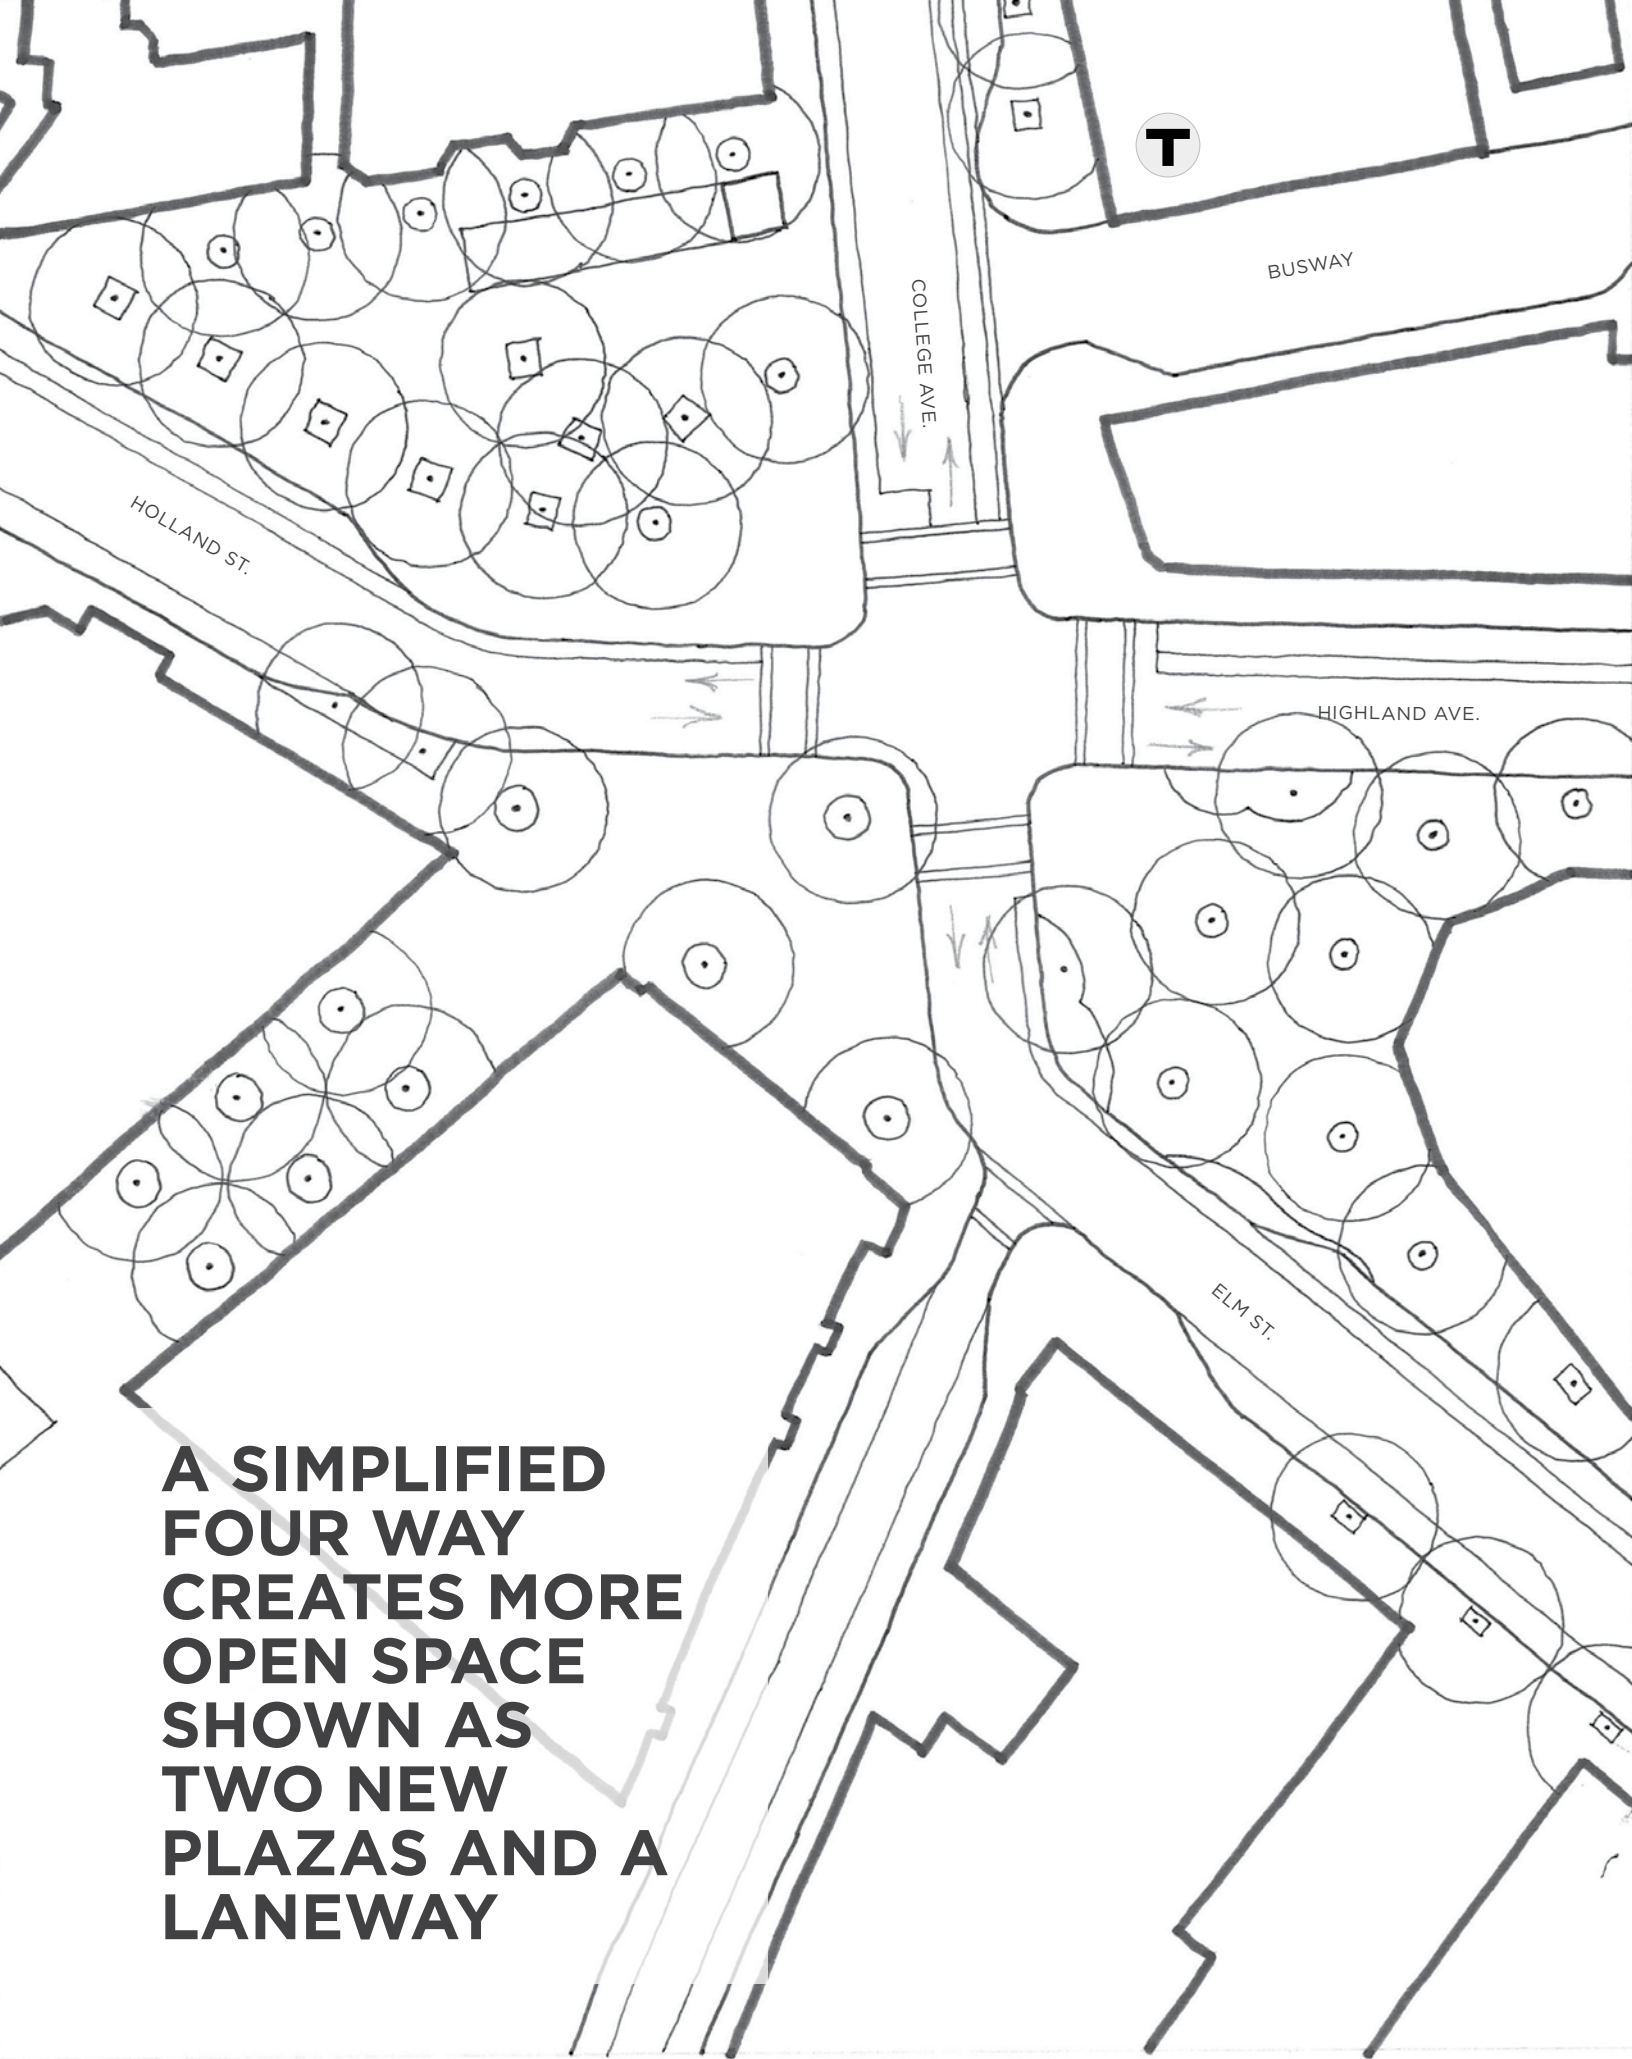 T
BUSWAY
COLLEGE AVE.
HOLLAND ST.
HIGHLAND AVE.
ELM ST.
A SIMPLIFIED
FOUR WAY
CREATES MORE
OPEN SPACE
SHOWN AS
TWO NEW
PLAZAS AND A
LANEWAY